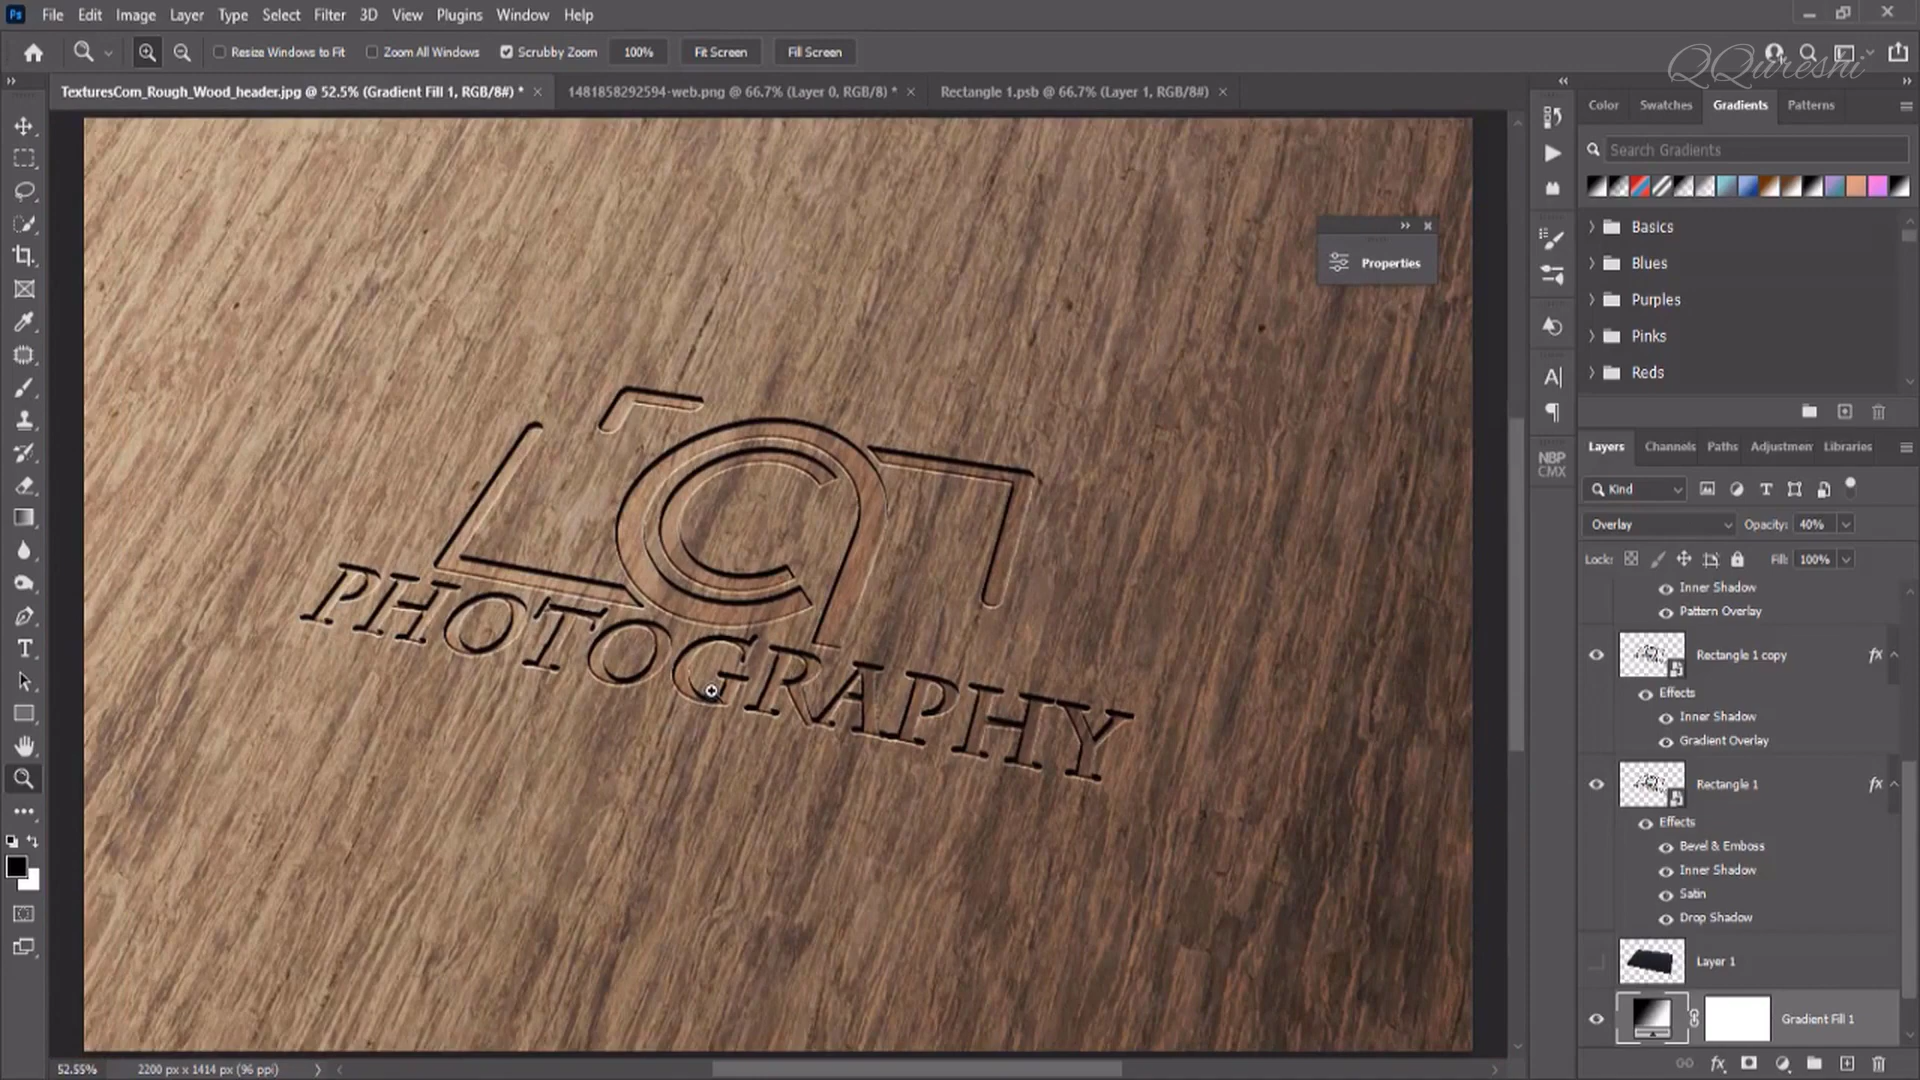 Ps File Edit Image Layer Type Select Filter 3D View Plugins Window Help
Resize Windows to Fit Zoom All Windows Scrubby Zoom 100% Fit Screen Fill Screen
QQureshi
TexturesCom_Rough_Wood_header.jpg @ 52.5% (Gradient Fill 1, RGB/8#) * 1481858292594-web.png @ 66.7% (Layer 0, RGB/8) * Rectangle 1.psb @ 66.7% (Layer 1, RGB/8#)
Color Swatches Gradients Patterns
Search Gradients
Basics
Blues
Purples
Pinks
Reds
Properties
NBP
CMX
PHOTOGRAPHY
Layers Channels Paths Adjustmen Libraries
Kind
Overlay Opacity: 40%
Lock: Fill: 100%
Inner Shadow
Pattern Overlay
Rectangle 1 copy fx
Effects
Inner Shadow
Gradient Overlay
Rectangle 1 fx
Effects
Bevel & Emboss
Inner Shadow
Satin
Drop Shadow
Layer 1
Gradient Fill 1
52.55% 2200 px x 1414 px (96 ppi)